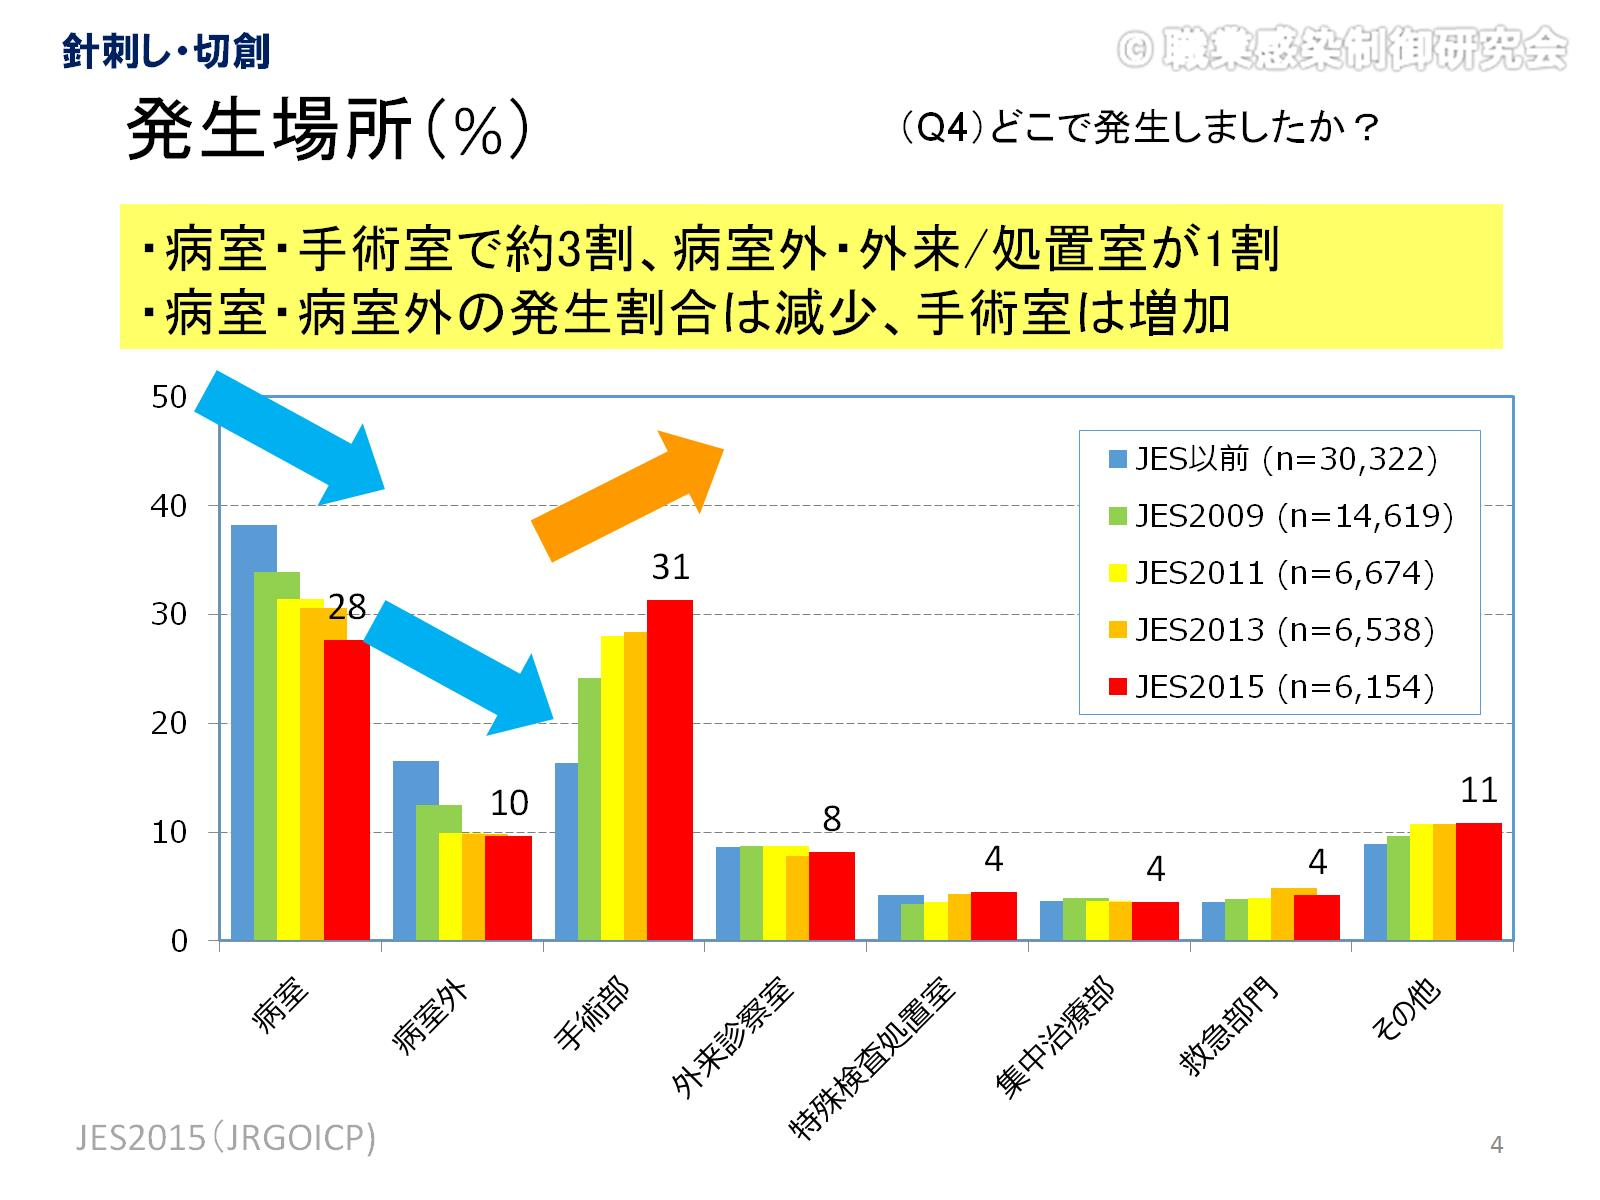 針刺し・切創
© 職業感染制御研究会
発生場所(%)
(Q4)どこで発生しましたか？
・病室・手術室で約3割、病室外・外来/処置室が1割
・病室・病室外の発生割合は減少、手術室は増加
50
40
30
20
10
0
28
10
31
8
4
4
4
11
JES以前 (n=30,322)
JES2009 (n=14,619)
JES2011 (n=6,674)
JES2013 (n=6,538)
JES2015 (n=6,154)
病室
病室外
手術部
外来診察室
特殊検査処置室
集中治療部
救急部門
その他
JES2015(JRGOICP)
4